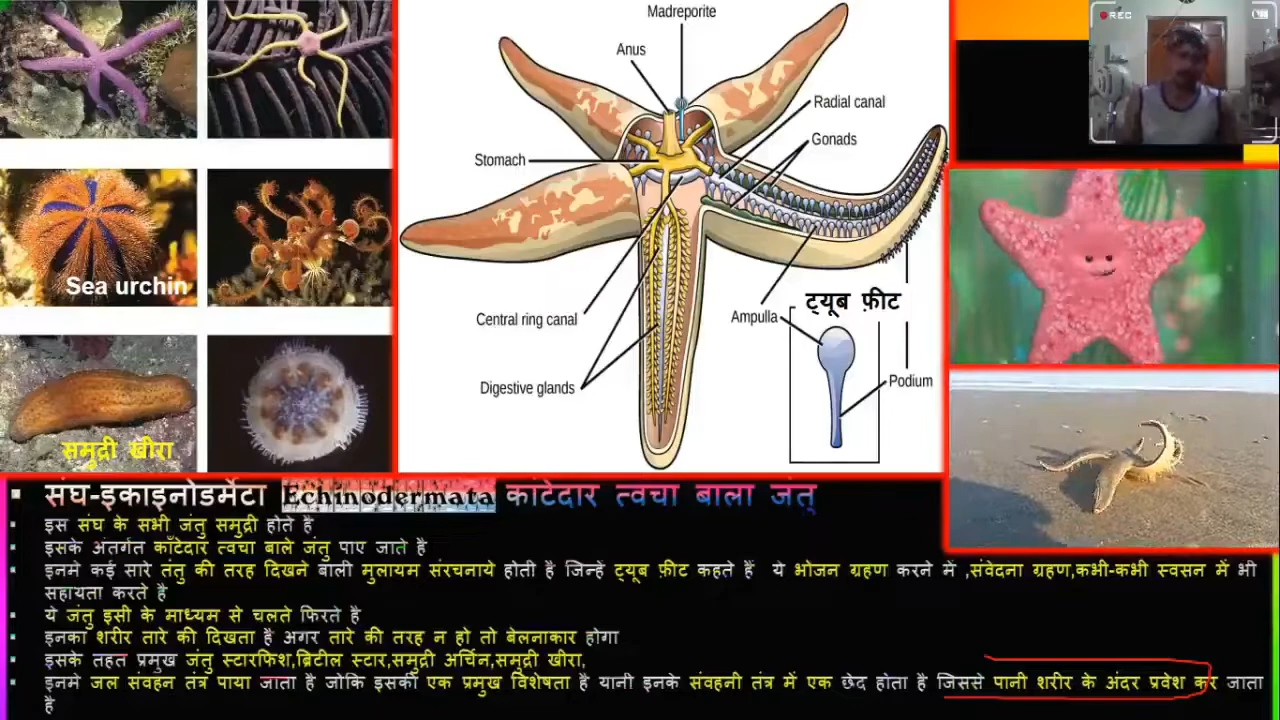 REC
Madreporite
Anus
Radial canal
Gonads
Stomach
Sea urchin
ट्यूब फ़ीट
Central ring canal
Ampulla
Digestive glands
Podium
समुद्री खीरा
संघ-इकाइनोडर्मेटा Echinodermata कांटेदार त्वचा बाला जंतु
इस संघ के सभी जंतु समुद्री होते है
इसके अंतर्गत काँटेदार त्वचा बाले जंतु पाए जाते है
इनमे कई सारे तंतु की तरह दिखने बाली मुलायम संरचनाये होती है जिन्हें ट्यूब फ़ीट कहते हैं ये भोजन ग्रहण करने में ,संवेदना ग्रहण,कभी-कभी स्वसन में भी
सहायता करते है
ये जंतु इसी के माध्यम से चलते फिरते है
इनका शरीर तारे की दिखता है अगर तारे की तरह न हो तो बेलनाकार होगा
इसके तहत प्रमुख जंतु स्टारफिश,ब्रिटील स्टार,समुद्री अर्चिन,समुद्री खीरा,
इनमे जल संवहन तंत्र पाया जाता है जोकि इसकी एक प्रमुख विशेषता है यानी इनके संवहनी तंत्र में एक छेद होता है जिससे पानी शरीर के अंदर प्रवेश कर जाता
है